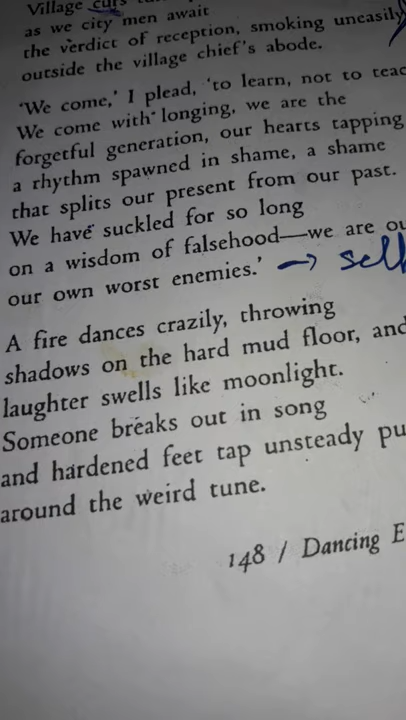 Village curs
as we city men await
the verdict of reception, smoking uneasily
outside the village chief's abode.
'We come,' I plead, 'to learn, not to teac
We come with longing, we are the
forgetful generation, our hearts tapping
a rhythm spawned in shame, a shame
that splits our present from our past.
We have suckled for so long
on a wisdom of falsehood—we are ou
our own worst enemies.' → self
A fire dances crazily, throwing
shadows on the hard mud floor, and
laughter swells like moonlight.
Someone breaks out in song
and hardened feet tap unsteady pu
around the weird tune.
148 / Dancing E